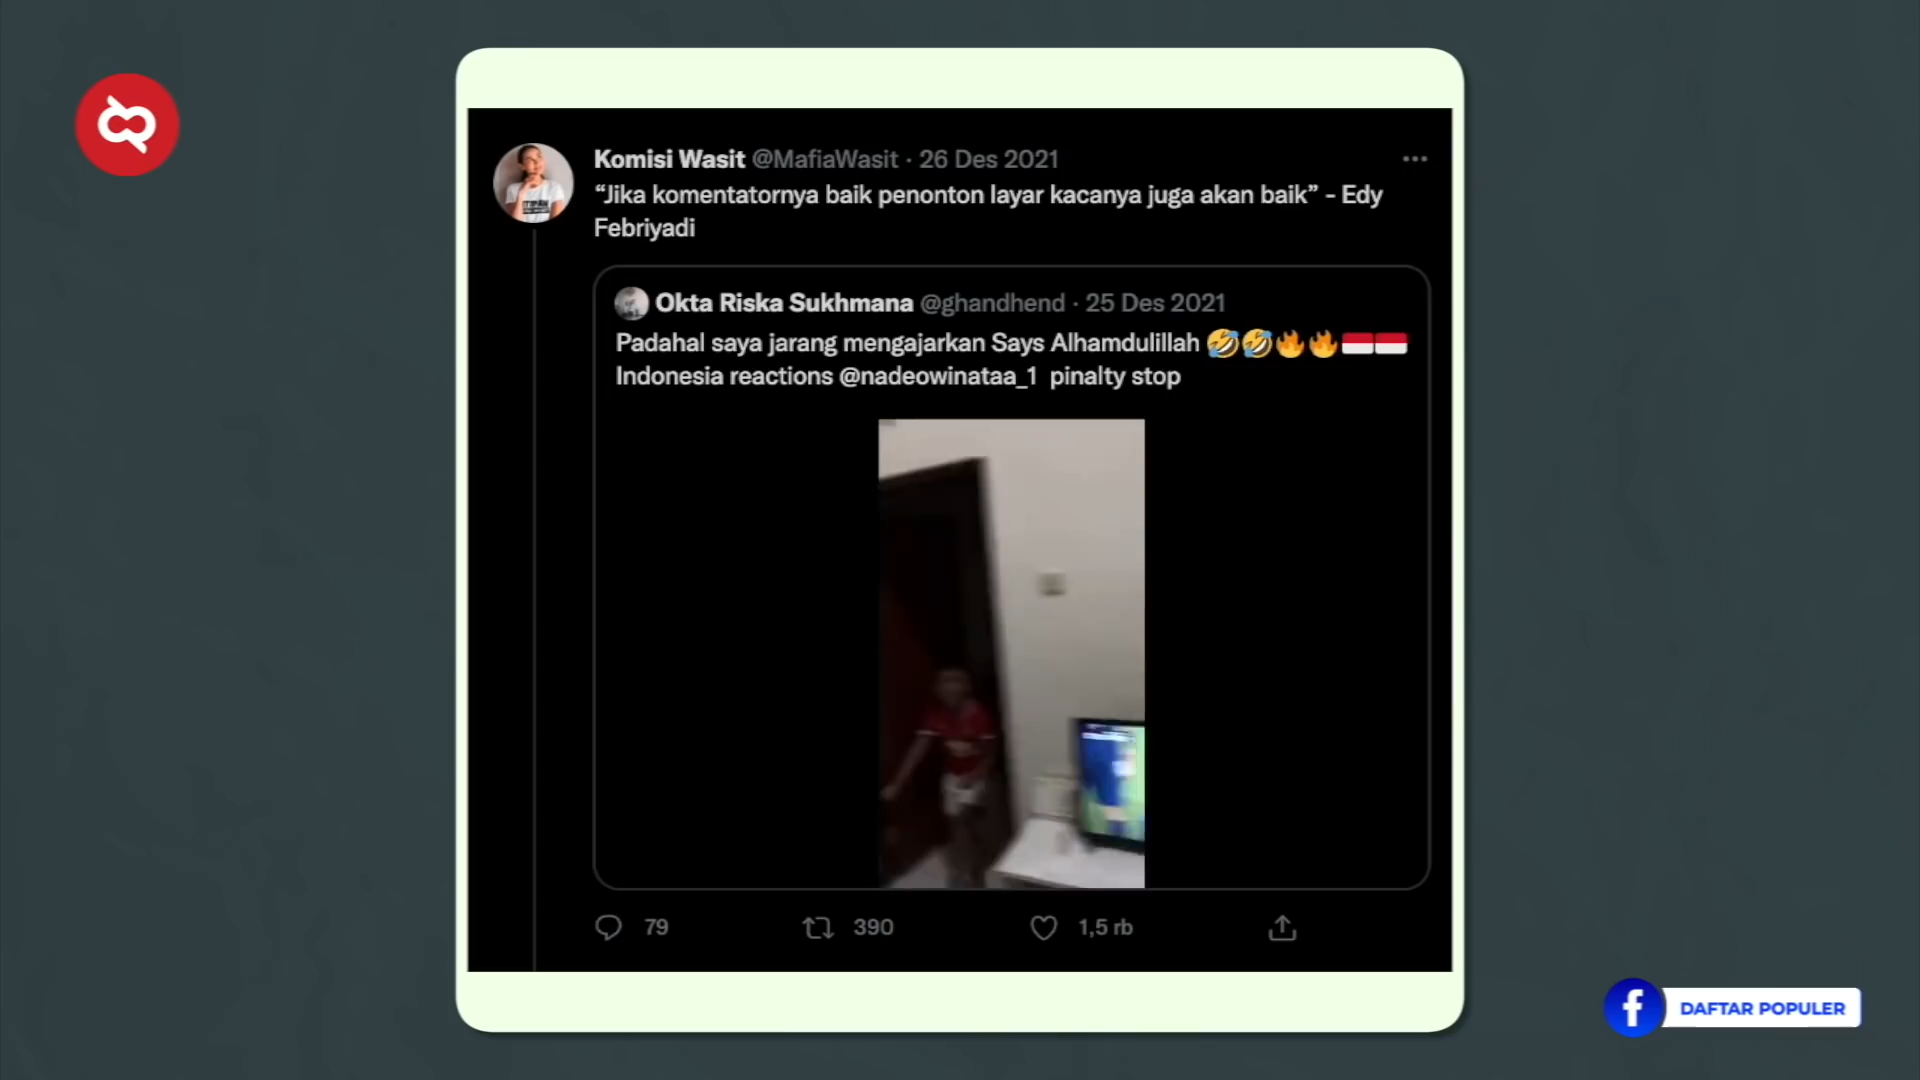 Komisi Wasit @MafiaWasit · 26 Des 2021
“Jika komentatornya baik penonton layar kacanya juga akan baik” - Edy
Febriyadi
Okta Riska Sukhmana @ghandhend · 25 Des 2021
Padahal saya jarang mengajarkan Says Alhamdulillah 🤣🤣🔥🔥🇮🇩🇮🇩
Indonesia reactions @nadeowinataa_1 pinalty stop
79
390
1,5 rb
DAFTAR POPULER